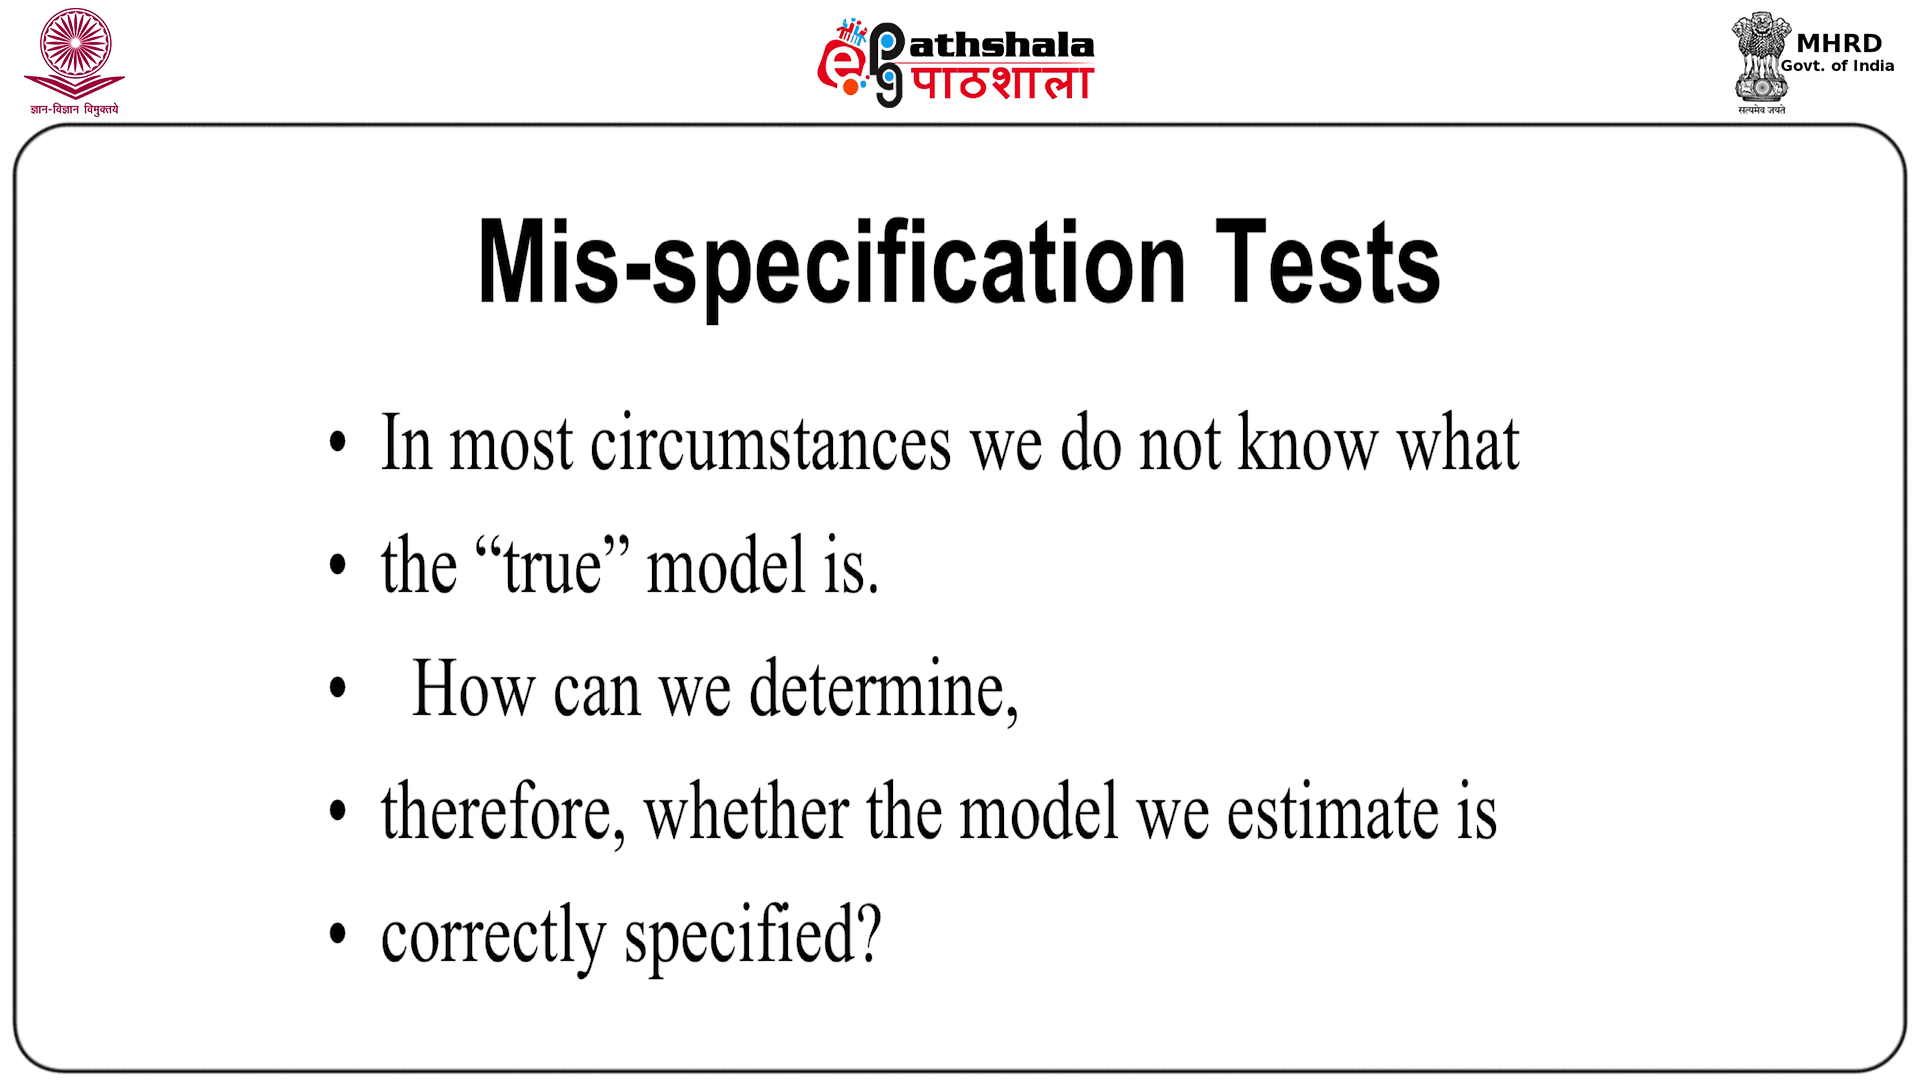 ज्ञान-विज्ञान विमुक्तये
e
Pathshala
पाठशाला
MHRD
Govt. of India
सत्यमेव जयते
Mis-specification Tests
• In most circumstances we do not know what
• the “true” model is.
• How can we determine,
• therefore, whether the model we estimate is
• correctly specified?